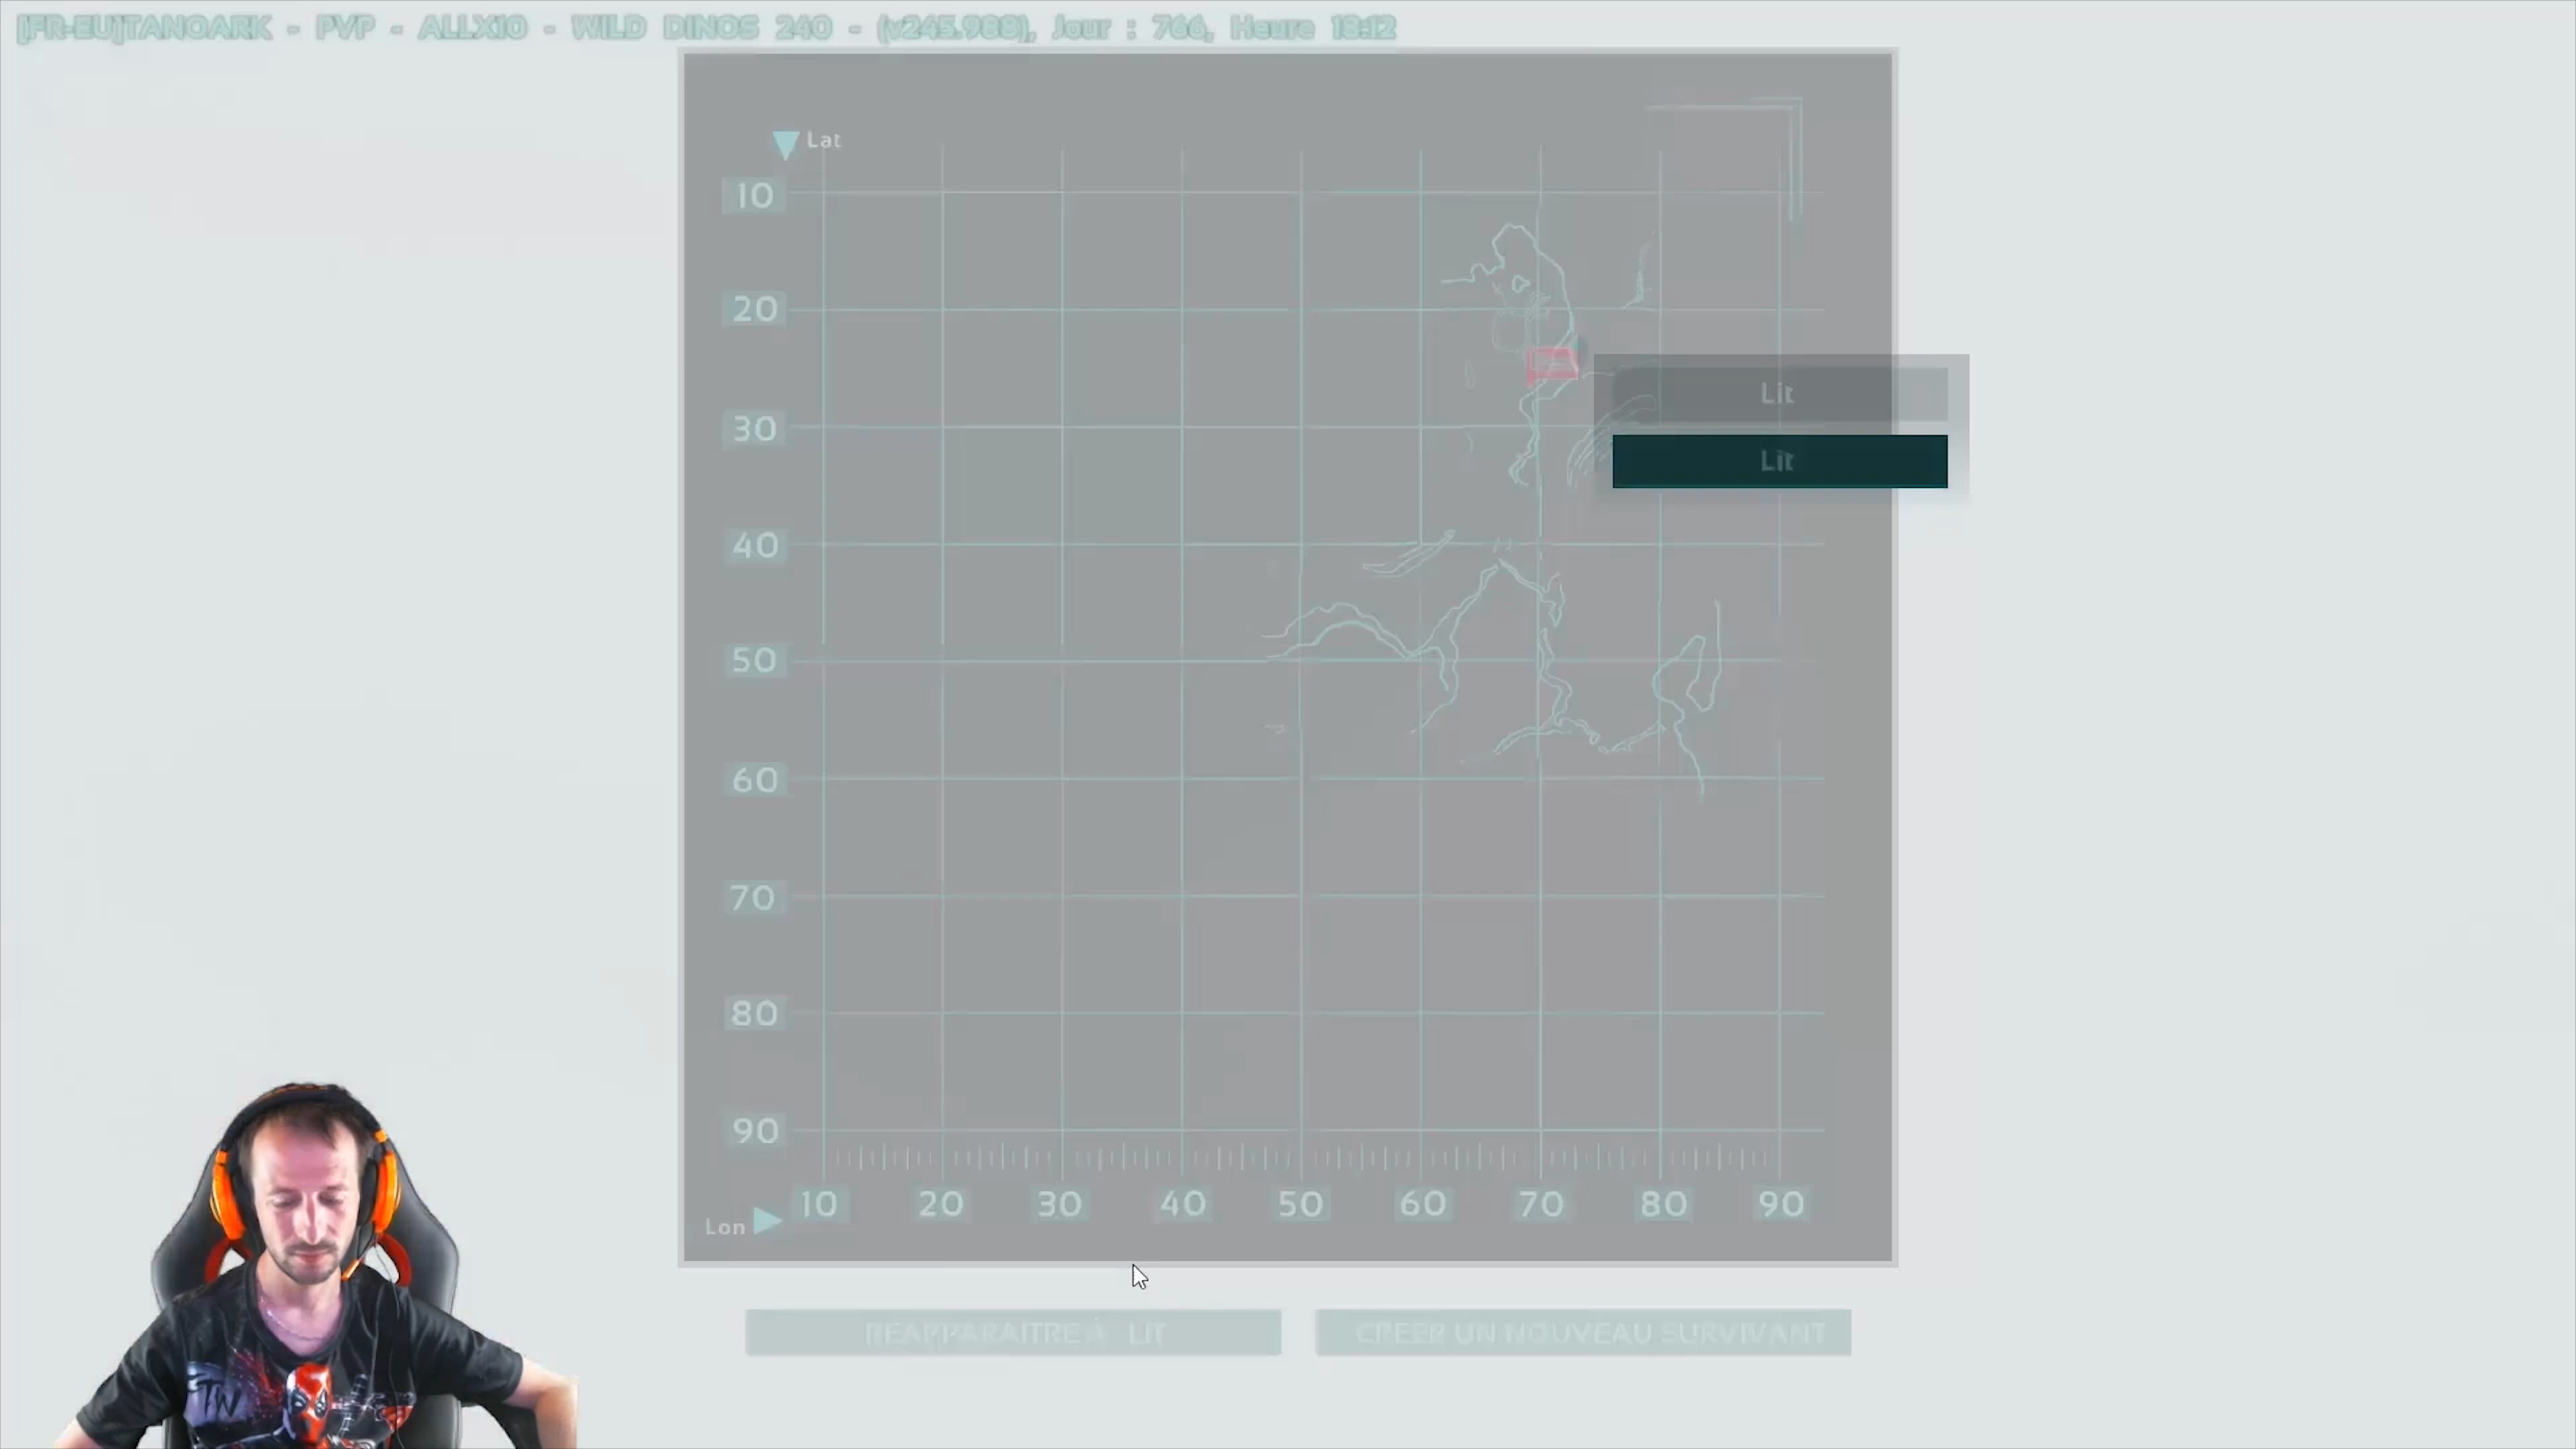 [FR-EU]TANOARK - PVP - ALLX10 - WILD DINOS 240 - (v245.988), Jour : 766, Heure 18:12
Lat
10
20
30
40
50
60
70
80
90
Lit
Lit
10 20 30 40 50 60 70 80 90
Lon
REAPPARAITRE À LIT
CREER UN NOUVEAU SURVIVANT